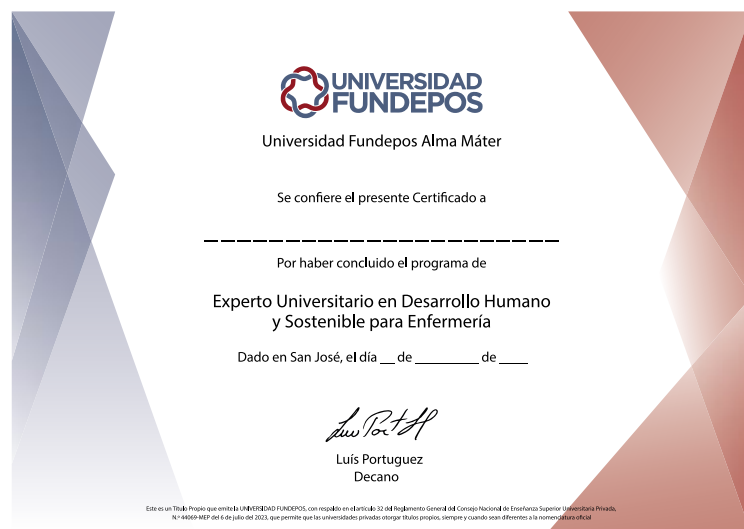 UNIVERSIDAD
FUNDEPOS
Universidad Fundepos Alma Máter
Se confiere el presente Certificado a
_______________________
Por haber concluido el programa de
Experto Universitario en Desarrollo Humano
y Sostenible para Enfermería
Dado en San José, el día __ de _________ de ____
Luís Portuguez
Decano
Este es un Título Propio que emite la UNIVERSIDAD FUNDEPOS, con respaldo en el artículo 32 del Reglamento General del Consejo Nacional de Enseñanza Superior Universitaria Privada,
N.º 44069-MEP del 6 de julio del 2023, que permite que las universidades privadas otorgar títulos propios, siempre y cuando sean diferentes a la nomenclatura oficial